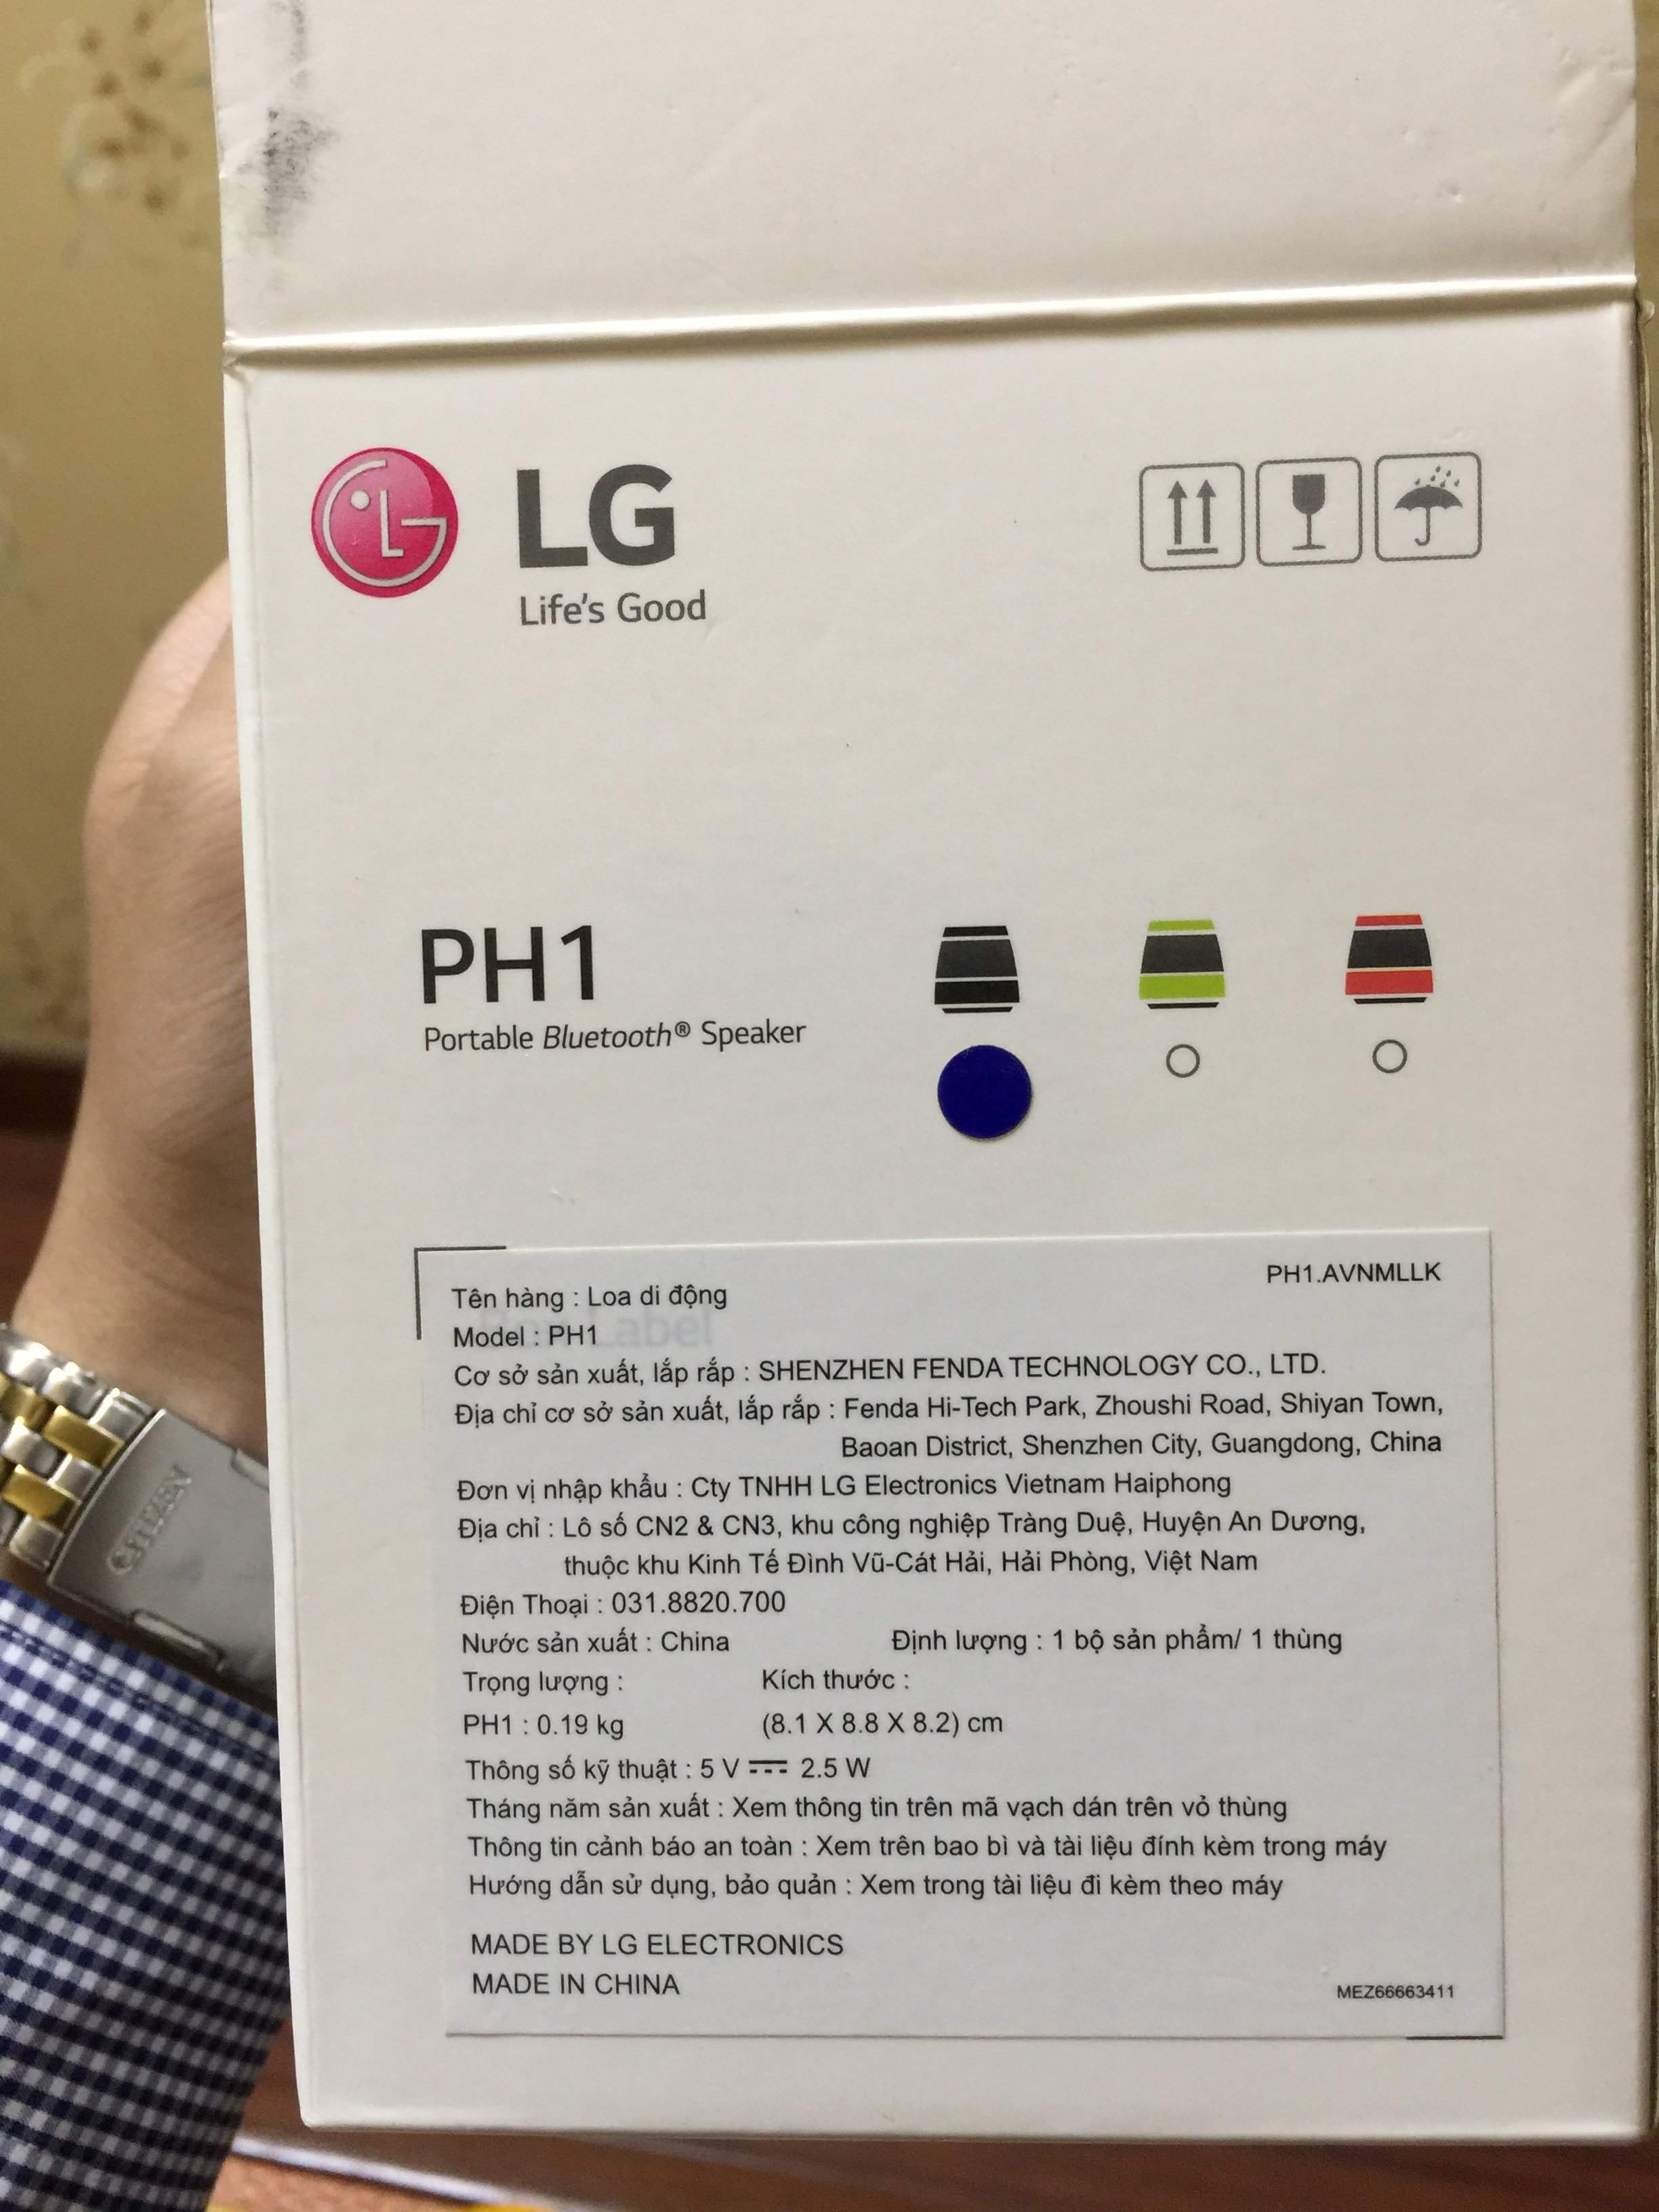 LG
Life's Good
PH1
Portable Bluetooth® Speaker
PH1.AVNMLLK
Tên hàng : Loa di động
Model : PH1
Cơ sở sản xuất, lắp rắp : SHENZHEN FENDA TECHNOLOGY CO., LTD.
Địa chỉ cơ sở sản xuất, lắp rắp : Fenda Hi-Tech Park, Zhoushi Road, Shiyan Town,
Baoan District, Shenzhen City, Guangdong, China
Đơn vị nhập khẩu : Cty TNHH LG Electronics Vietnam Haiphong
Địa chỉ : Lô số CN2 & CN3, khu công nghiệp Tràng Duệ, Huyện An Dương,
thuộc khu Kinh Tế Đình Vũ-Cát Hải, Hải Phòng, Việt Nam
Điện Thoại : 031.8820.700
Nước sản xuất : China Định lượng : 1 bộ sản phẩm/ 1 thùng
Trọng lượng : Kích thước :
PH1 : 0.19 kg (8.1 X 8.8 X 8.2) cm
Thông số kỹ thuật : 5 V ⎓ 2.5 W
Tháng năm sản xuất : Xem thông tin trên mã vạch dán trên vỏ thùng
Thông tin cảnh báo an toàn : Xem trên bao bì và tài liệu đính kèm trong máy
Hướng dẫn sử dụng, bảo quản : Xem trong tài liệu đi kèm theo máy
MADE BY LG ELECTRONICS
MADE IN CHINA
MEZ66663411
CITIZEN